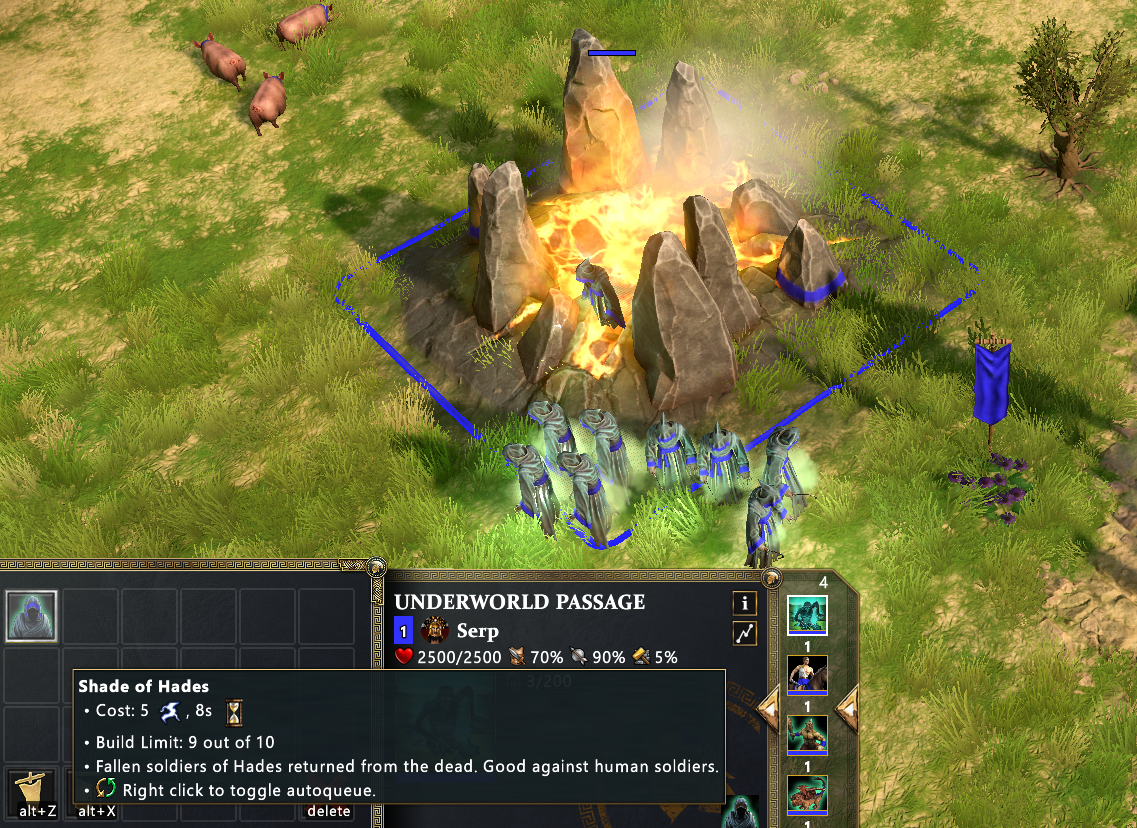 4
UNDERWORLD PASSAGE
i
1
Serp
1
2500/2500 70% 90% 5%
3/200
Shade of Hades
• Cost: 5 , 8s
1
• Build Limit: 9 out of 10
• Fallen soldiers of Hades returned from the dead. Good against human soldiers.
1
• Right click to toggle autoqueue.
alt+Z
alt+X
delete
1